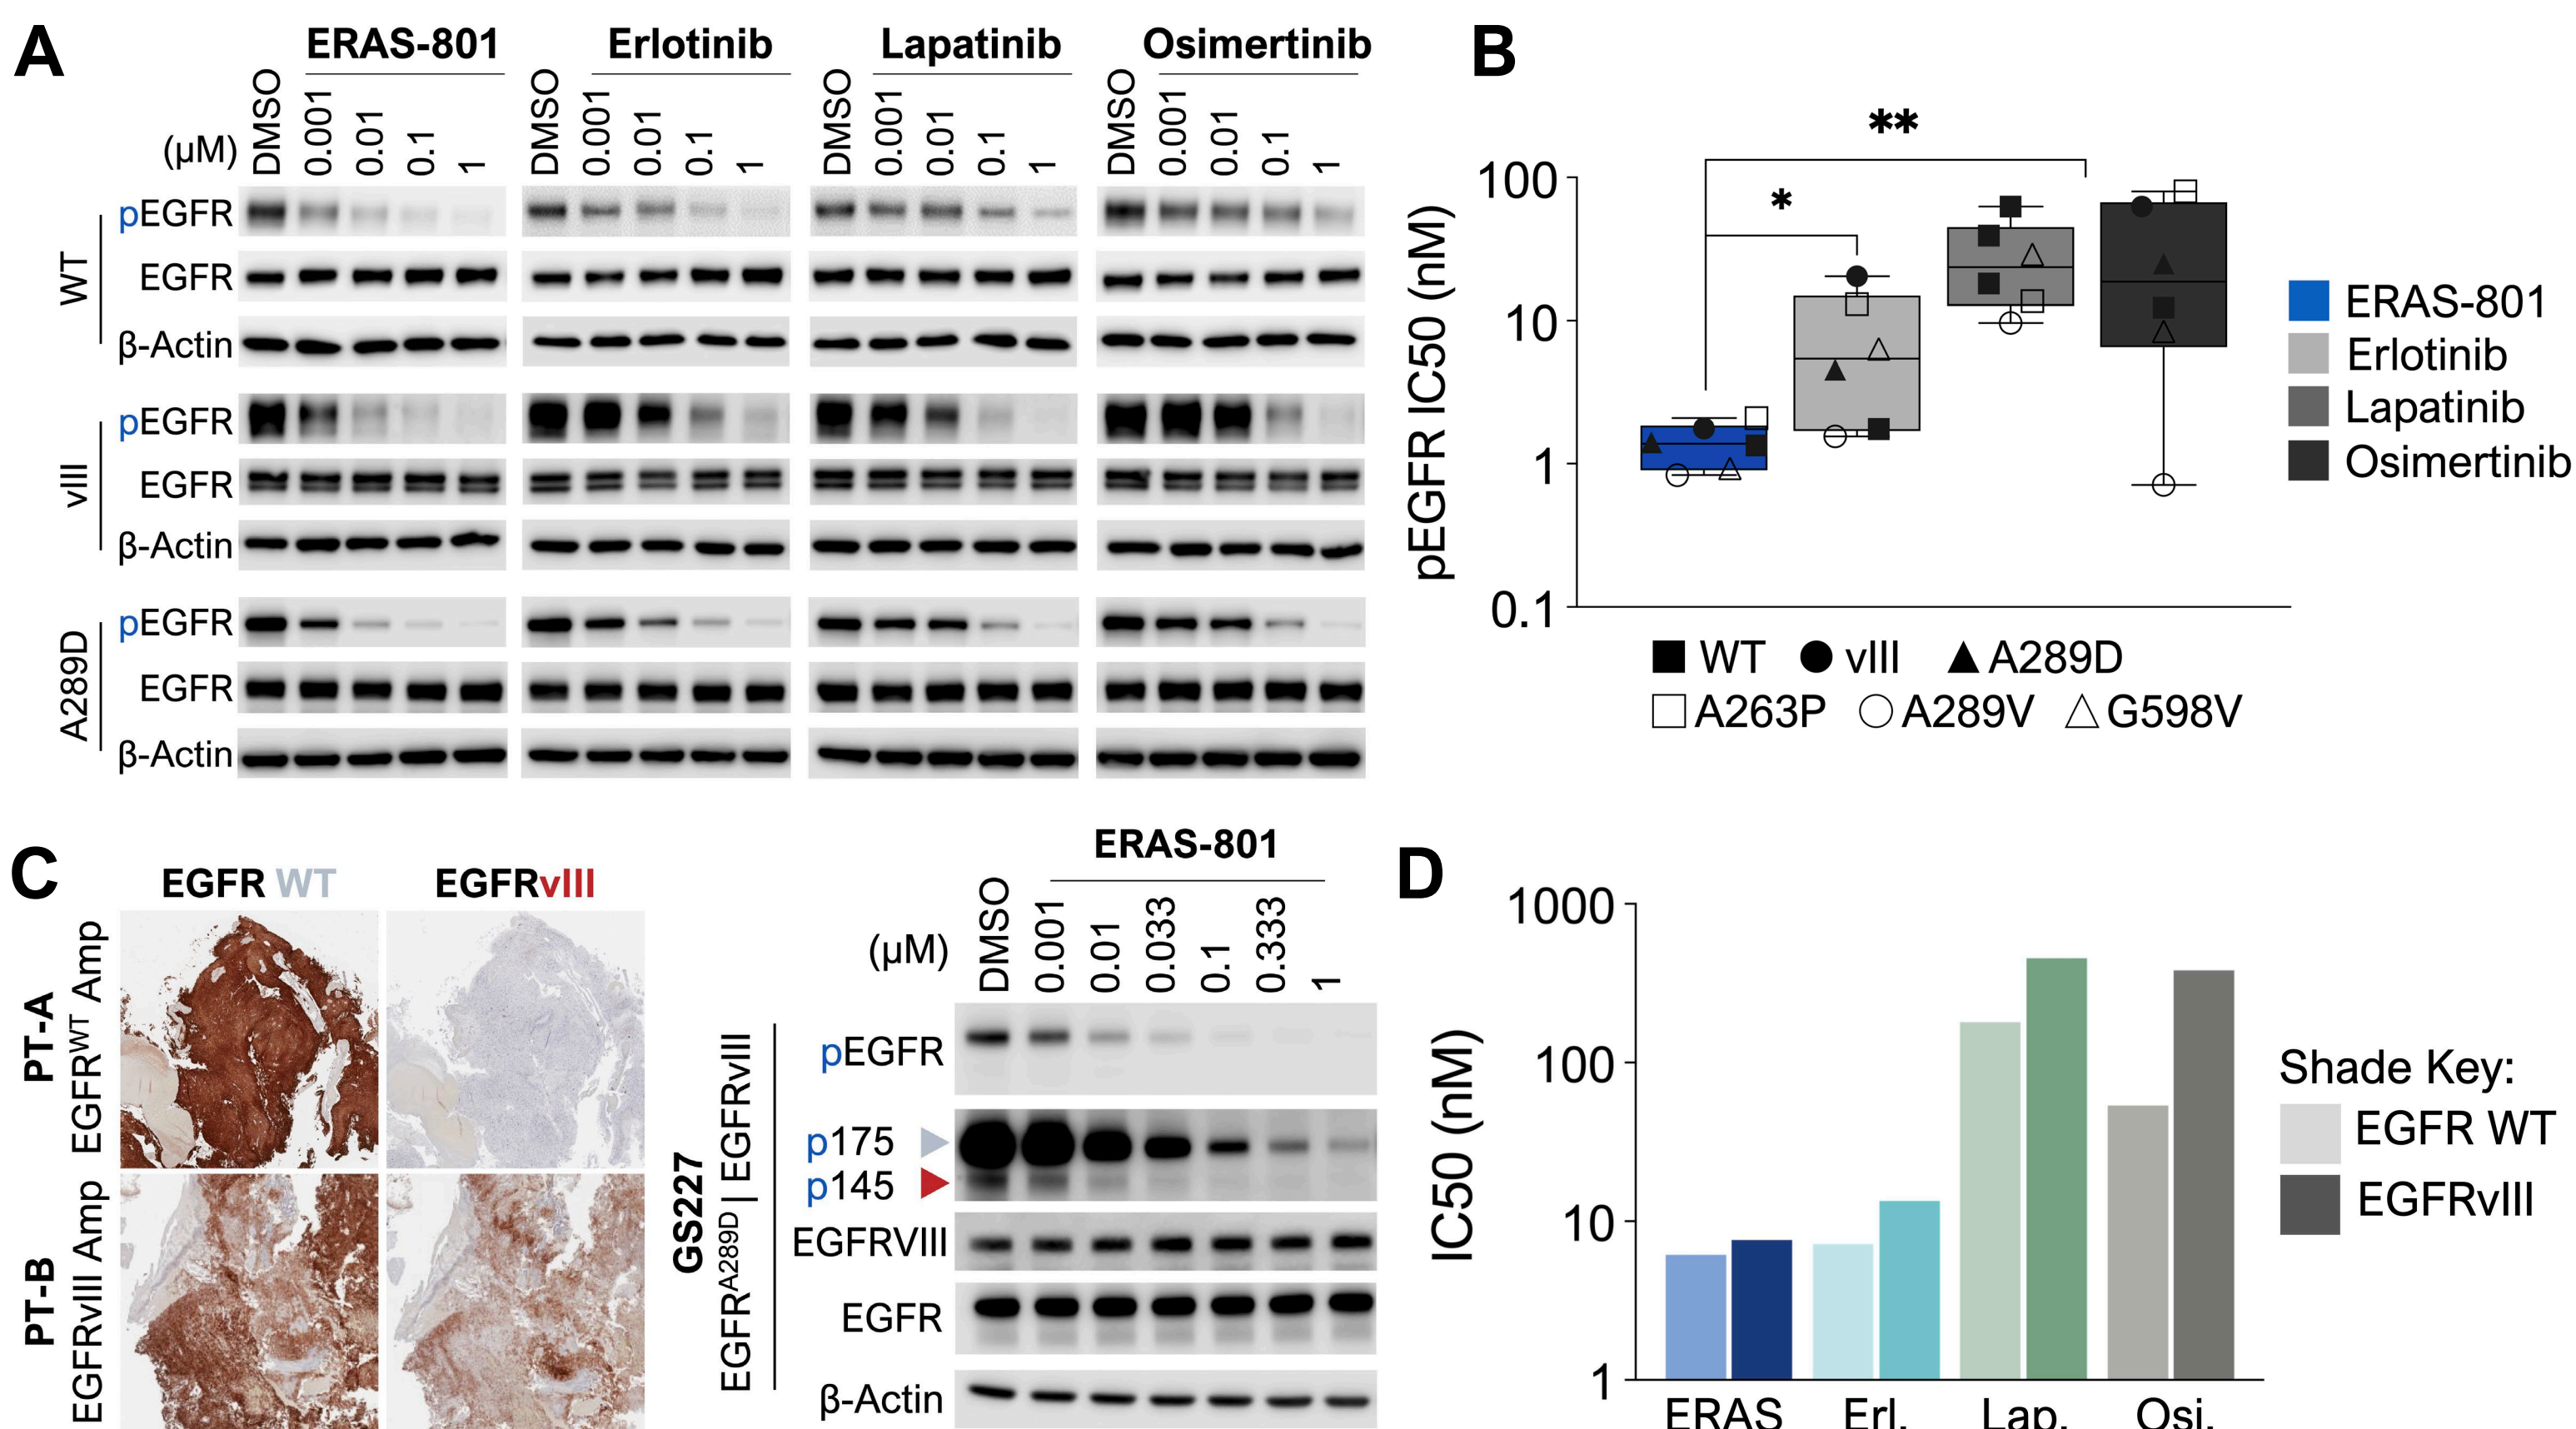 A
ERAS-801
Erlotinib
Lapatinib
Osimertinib
(μM)
DMSO
0.0001
0.01
0.1
1
DMSO
0.0001
0.01
0.1
1
DMSO
0.0001
0.01
0.1
1
DMSO
0.0001
0.01
0.1
1
WT
pEGFR
EGFR
β-Actin
vIII
pEGFR
EGFR
β-Actin
A289D
pEGFR
EGFR
β-Actin
B
pEGFR IC50 (nM)
100
10
1
0.1
*
**
ERAS-801
Erlotinib
Lapatinib
Osimertinib
WT vIII A289D
A263P A289V G598V
C
EGFR WT
EGFRvIII
PT-A
EGFRWT Amp
PT-B
EGFRvIII Amp
ERAS-801
(μM)
DMSO
0.001
0.01
0.033
0.1
0.333
1
GS227
EGFRA289D | EGFRvIII
pEGFR
p175
p145
EGFRVIII
EGFR
β-Actin
D
IC50 (nM)
1000
100
10
1
ERAS Erl. Lap. Osi.
Shade Key:
EGFR WT
EGFRvIII